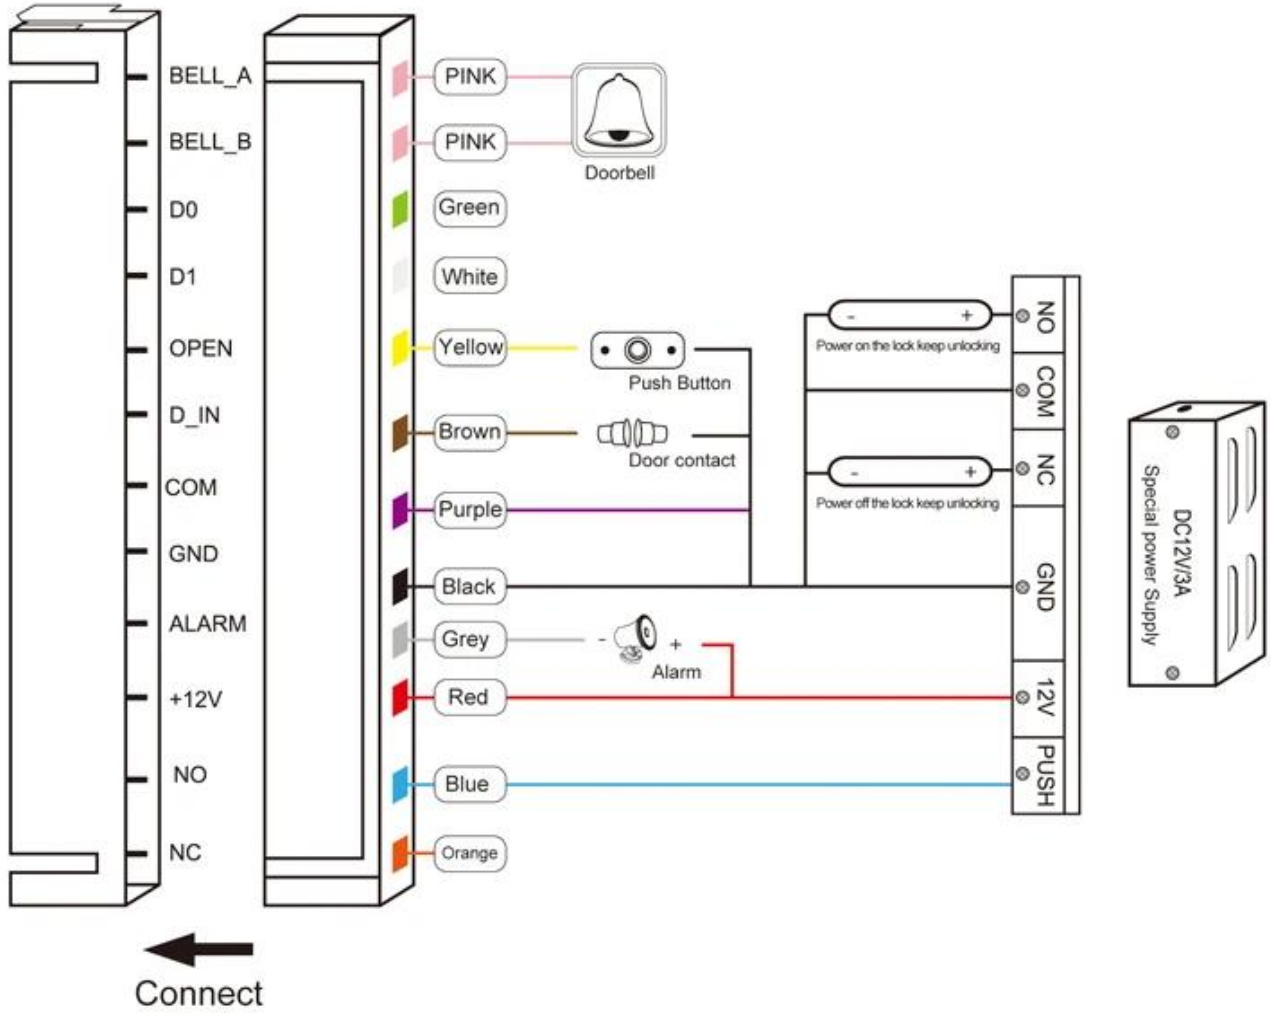 BELL_A
PINK
BELL_B
PINK
Doorbell
D0
Green
D1
White
OPEN
Yellow
Push Button
D_IN
Brown
Door contact
COM
Purple
GND
Black
ALARM
Grey
- +
Alarm
+12V
Red
NO
Blue
NC
Orange
- +
Power on the lock keep unlocking
- +
Power off the lock keep unlocking
NO
COM
NC
GND
12V
PUSH
DC12V/3A
Special power Supply
Connect